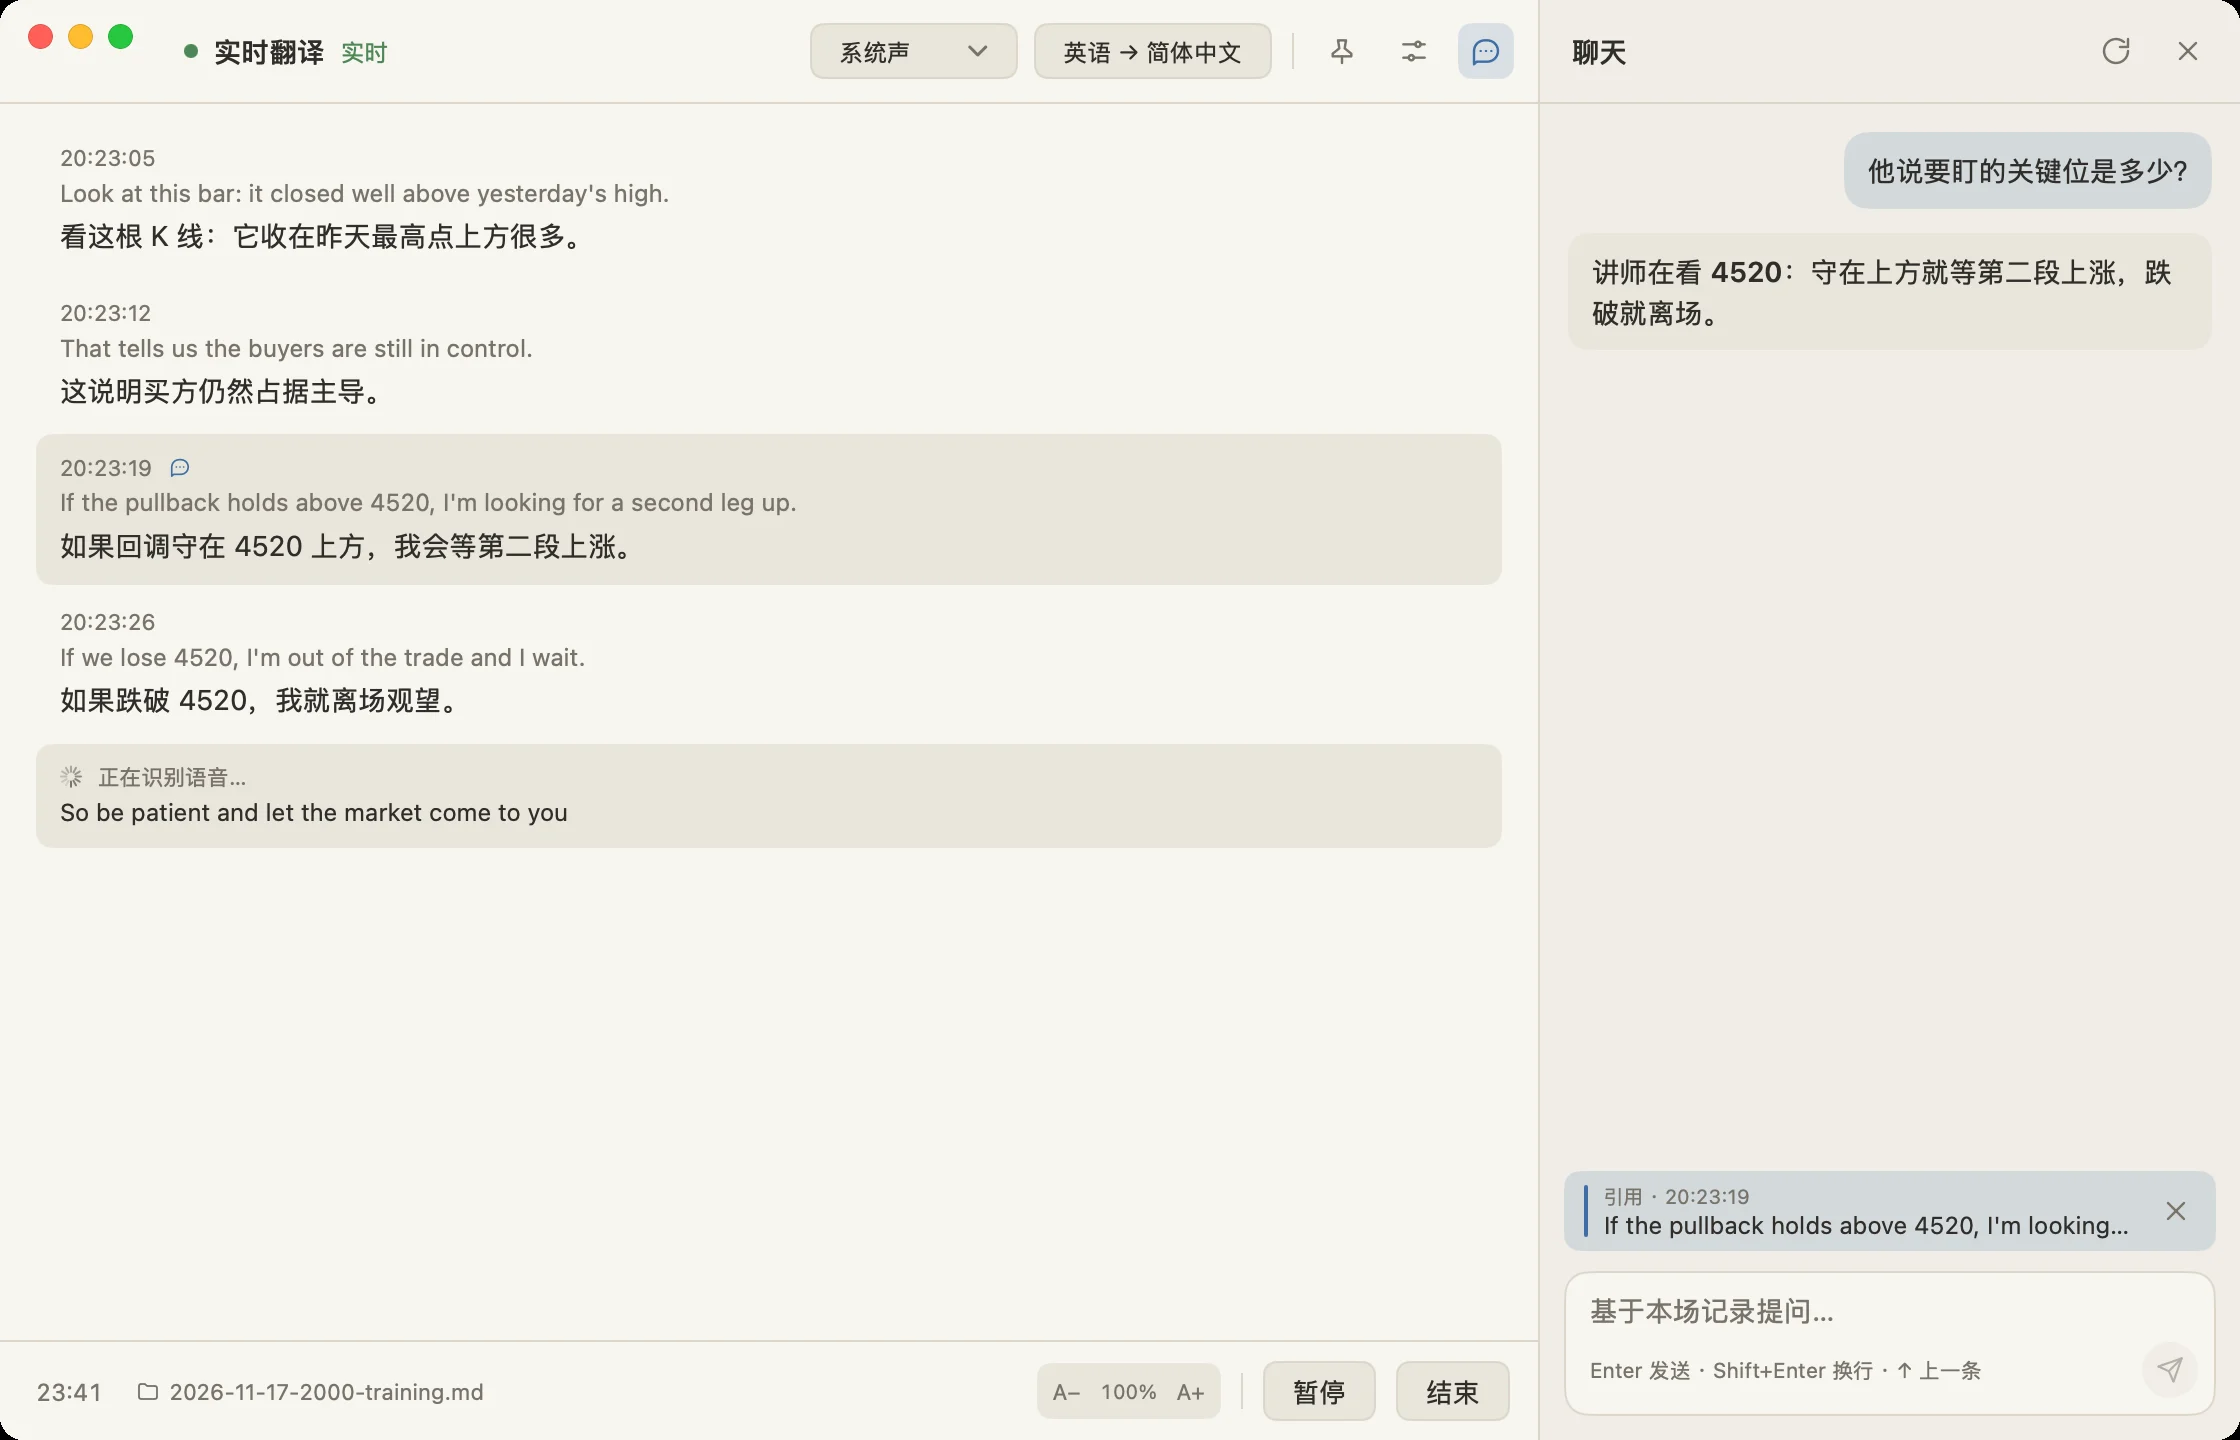 实时翻译 实时
系统声
英语 → 简体中文
20:23:05
Look at this bar: it closed well above yesterday's high.
看这根 K 线：它收在昨天最高点上方很多。
20:23:12
That tells us the buyers are still in control.
这说明买方仍然占据主导。
20:23:19
If the pullback holds above 4520, I'm looking for a second leg up.
如果回调守在 4520 上方，我会等第二段上涨。
20:23:26
If we lose 4520, I'm out of the trade and I wait.
如果跌破 4520，我就离场观望。
正在识别语音...
So be patient and let the market come to you
23:41
2026-11-17-2000-training.md
A− 100% A+
暂停
结束
聊天
他说要盯的关键位是多少?
讲师在看 4520：守在上方就等第二段上涨，跌
破就离场。
引用 · 20:23:19
If the pullback holds above 4520, I'm looking...
基于本场记录提问...
Enter 发送 · Shift+Enter 换行 · ↑ 上一条